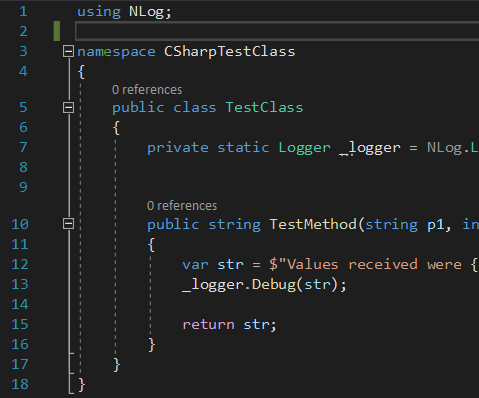 1 using NLog;
2
3 namespace CSharpTestClass
4 {
0 references
5 public class TestClass
6 {
7 private static Logger _logger = NLog.L
8
9
0 references
10 public string TestMethod(string p1, in
11 {
12 var str = $"Values received were {
13 _logger.Debug(str);
14
15 return str;
16 }
17 }
18 }